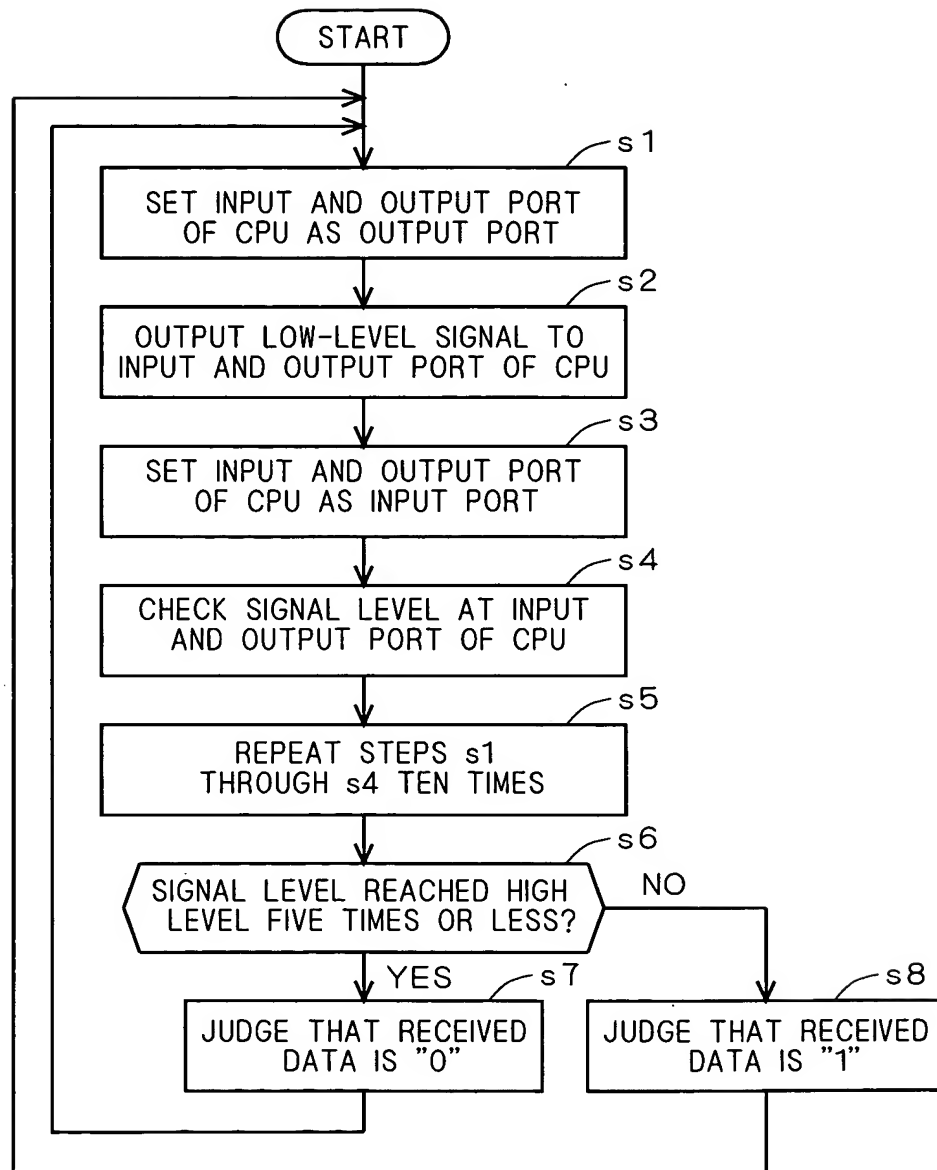 START
s1
SET INPUT AND OUTPUT PORT
OF CPU AS OUTPUT PORT
s2
OUTPUT LOW-LEVEL SIGNAL TO
INPUT AND OUTPUT PORT OF CPU
s3
SET INPUT AND OUTPUT PORT
OF CPU AS INPUT PORT
s4
CHECK SIGNAL LEVEL AT INPUT
AND OUTPUT PORT OF CPU
s5
REPEAT STEPS s1
THROUGH s4 TEN TIMES
s6
SIGNAL LEVEL REACHED HIGH
LEVEL FIVE TIMES OR LESS?
NO
YES
s7
JUDGE THAT RECEIVED
DATA IS "0"
s8
JUDGE THAT RECEIVED
DATA IS "1"